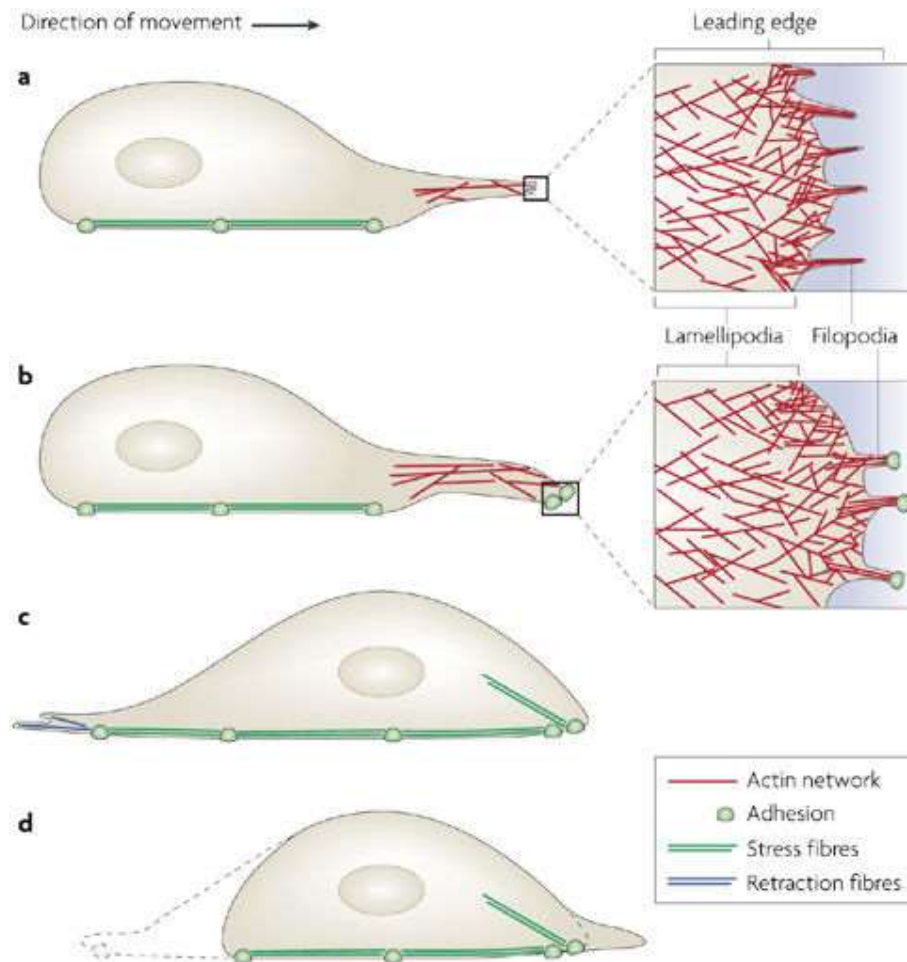 Direction of movement
Leading edge
a
Lamellipodia
Filopodia
b
c
d
Actin network
Adhesion
Stress fibres
Retraction fibres